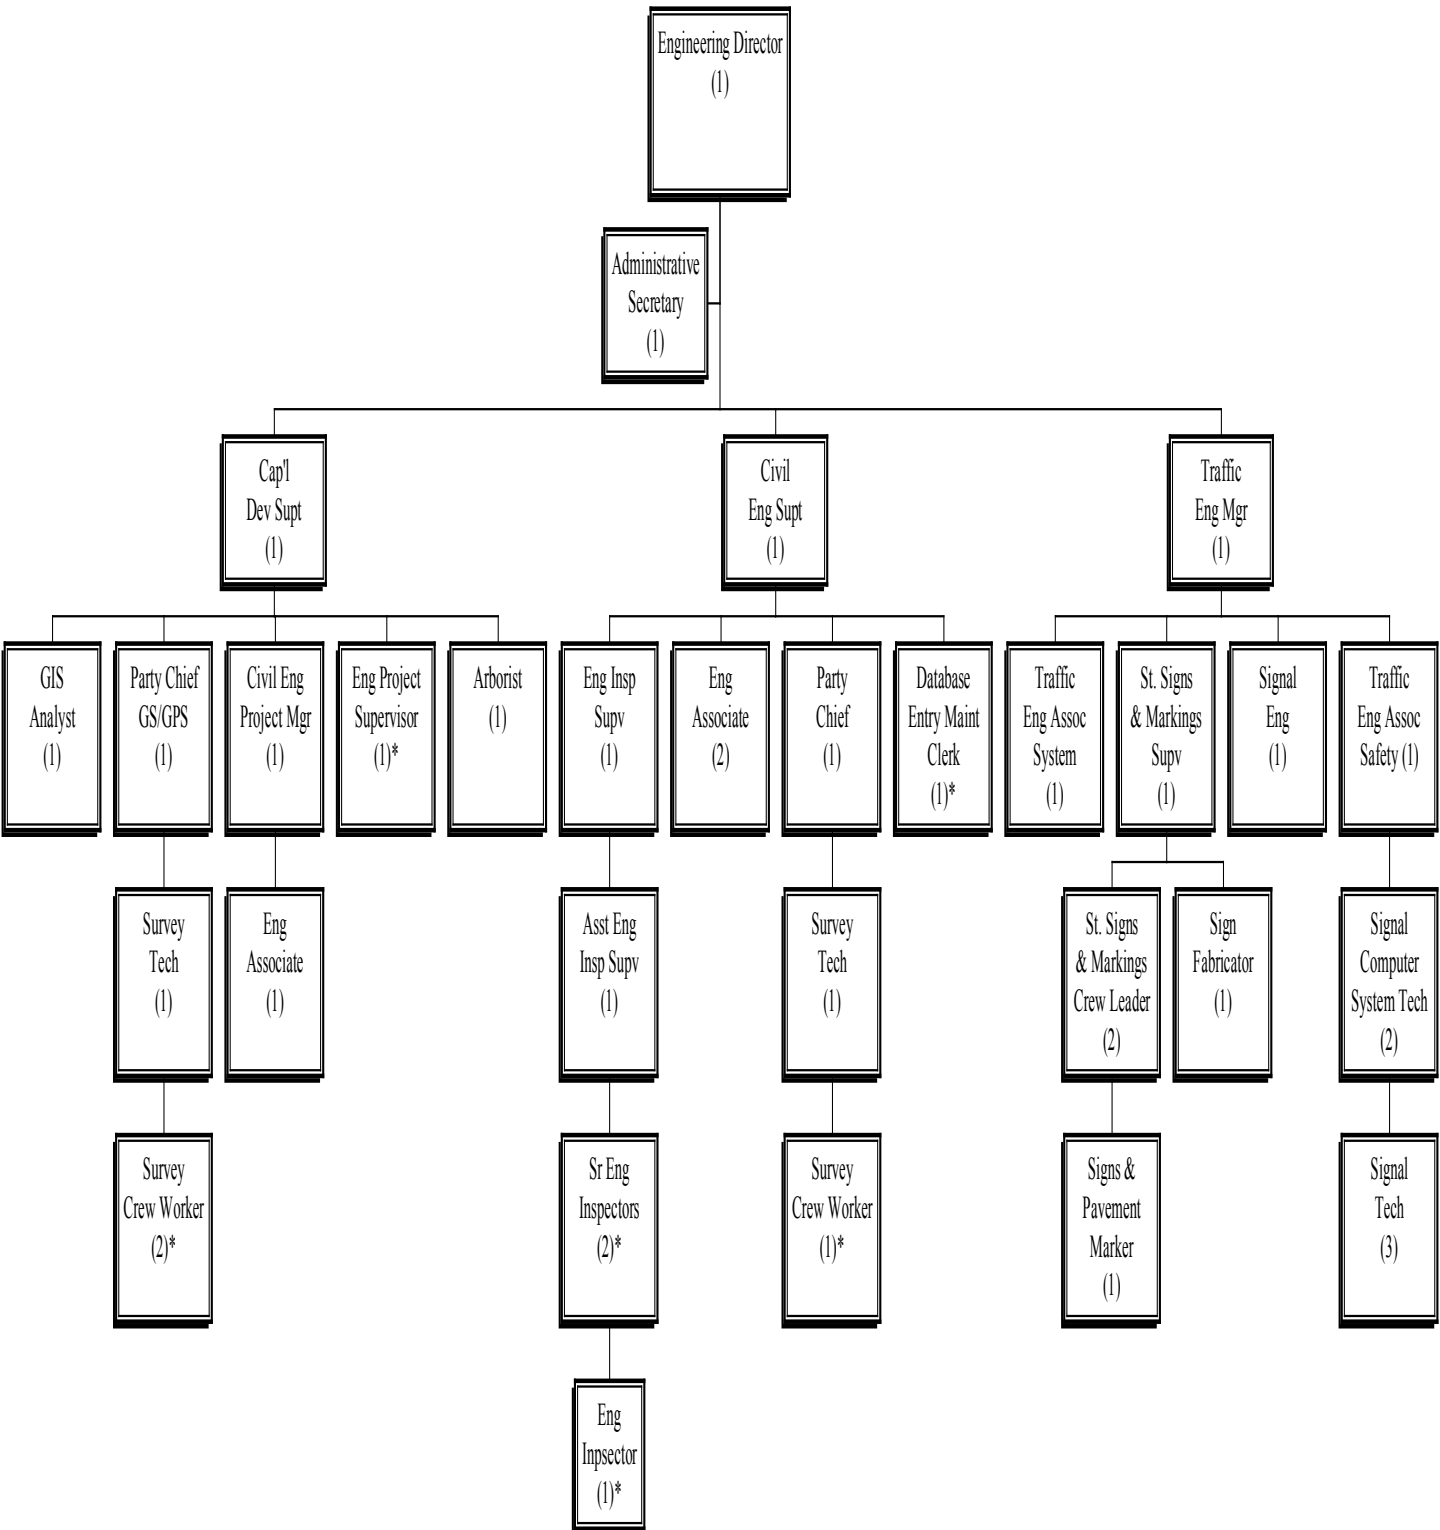 Engineering Director
(1)
Administrative
Secretary
(1)
Cap'l
Dev Supt
(1)
Civil
Eng Supt
(1)
Traffic
Eng Mgr
(1)
GIS
Analyst
(1)
Party Chief
GS/GPS
(1)
Civil Eng
Project Mgr
(1)
Eng Project
Supervisor
(1)*
Arborist
(1)
Eng Insp
Supv
(1)
Eng
Associate
(2)
Party
Chief
(1)
Database
Entry Maint
Clerk
(1)*
Traffic
Eng Assoc
System
(1)
St. Signs
& Markings
Supv
(1)
Signal
Eng
(1)
Traffic
Eng Assoc
Safety (1)
Survey
Tech
(1)
Eng
Associate
(1)
Asst Eng
Insp Supv
(1)
Survey
Tech
(1)
St. Signs
& Markings
Crew Leader
(2)
Sign
Fabricator
(1)
Signal
Computer
System Tech
(2)
Survey
Crew Worker
(2)*
Sr Eng
Inspectors
(2)*
Survey
Crew Worker
(1)*
Signs &
Pavement
Marker
(1)
Signal
Tech
(3)
Eng
Inpsector
(1)*